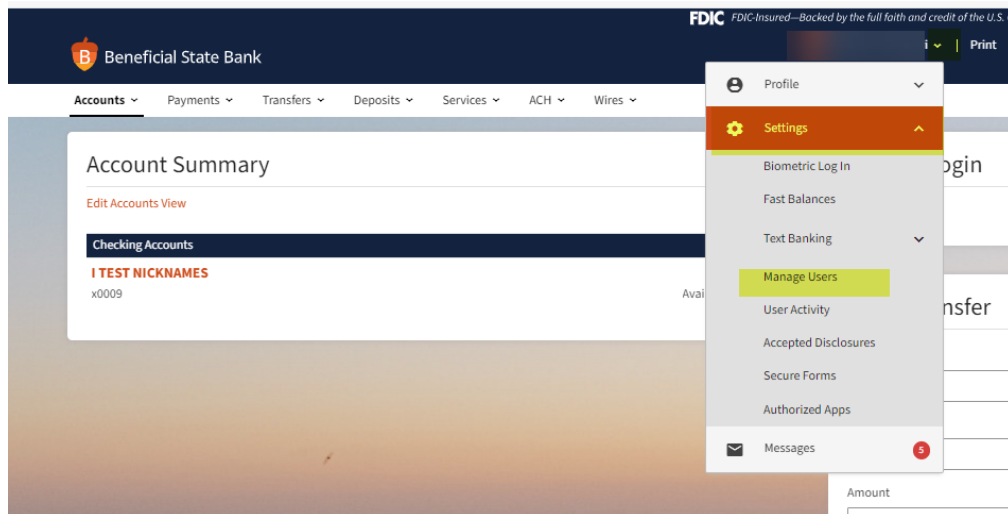 FDIC FDIC-Insured—Backed by the full faith and credit of the U.S.
i | Print
B Beneficial State Bank
Accounts Payments Transfers Deposits Services ACH Wires
Profile
Settings
Biometric Log In
Fast Balances
Text Banking
Manage Users
User Activity
Accepted Disclosures
Secure Forms
Authorized Apps
Messages 5
Account Summary
Edit Accounts View
Checking Accounts
I TEST NICKNAMES
x0009
Avai
ogin
nsfer
Amount